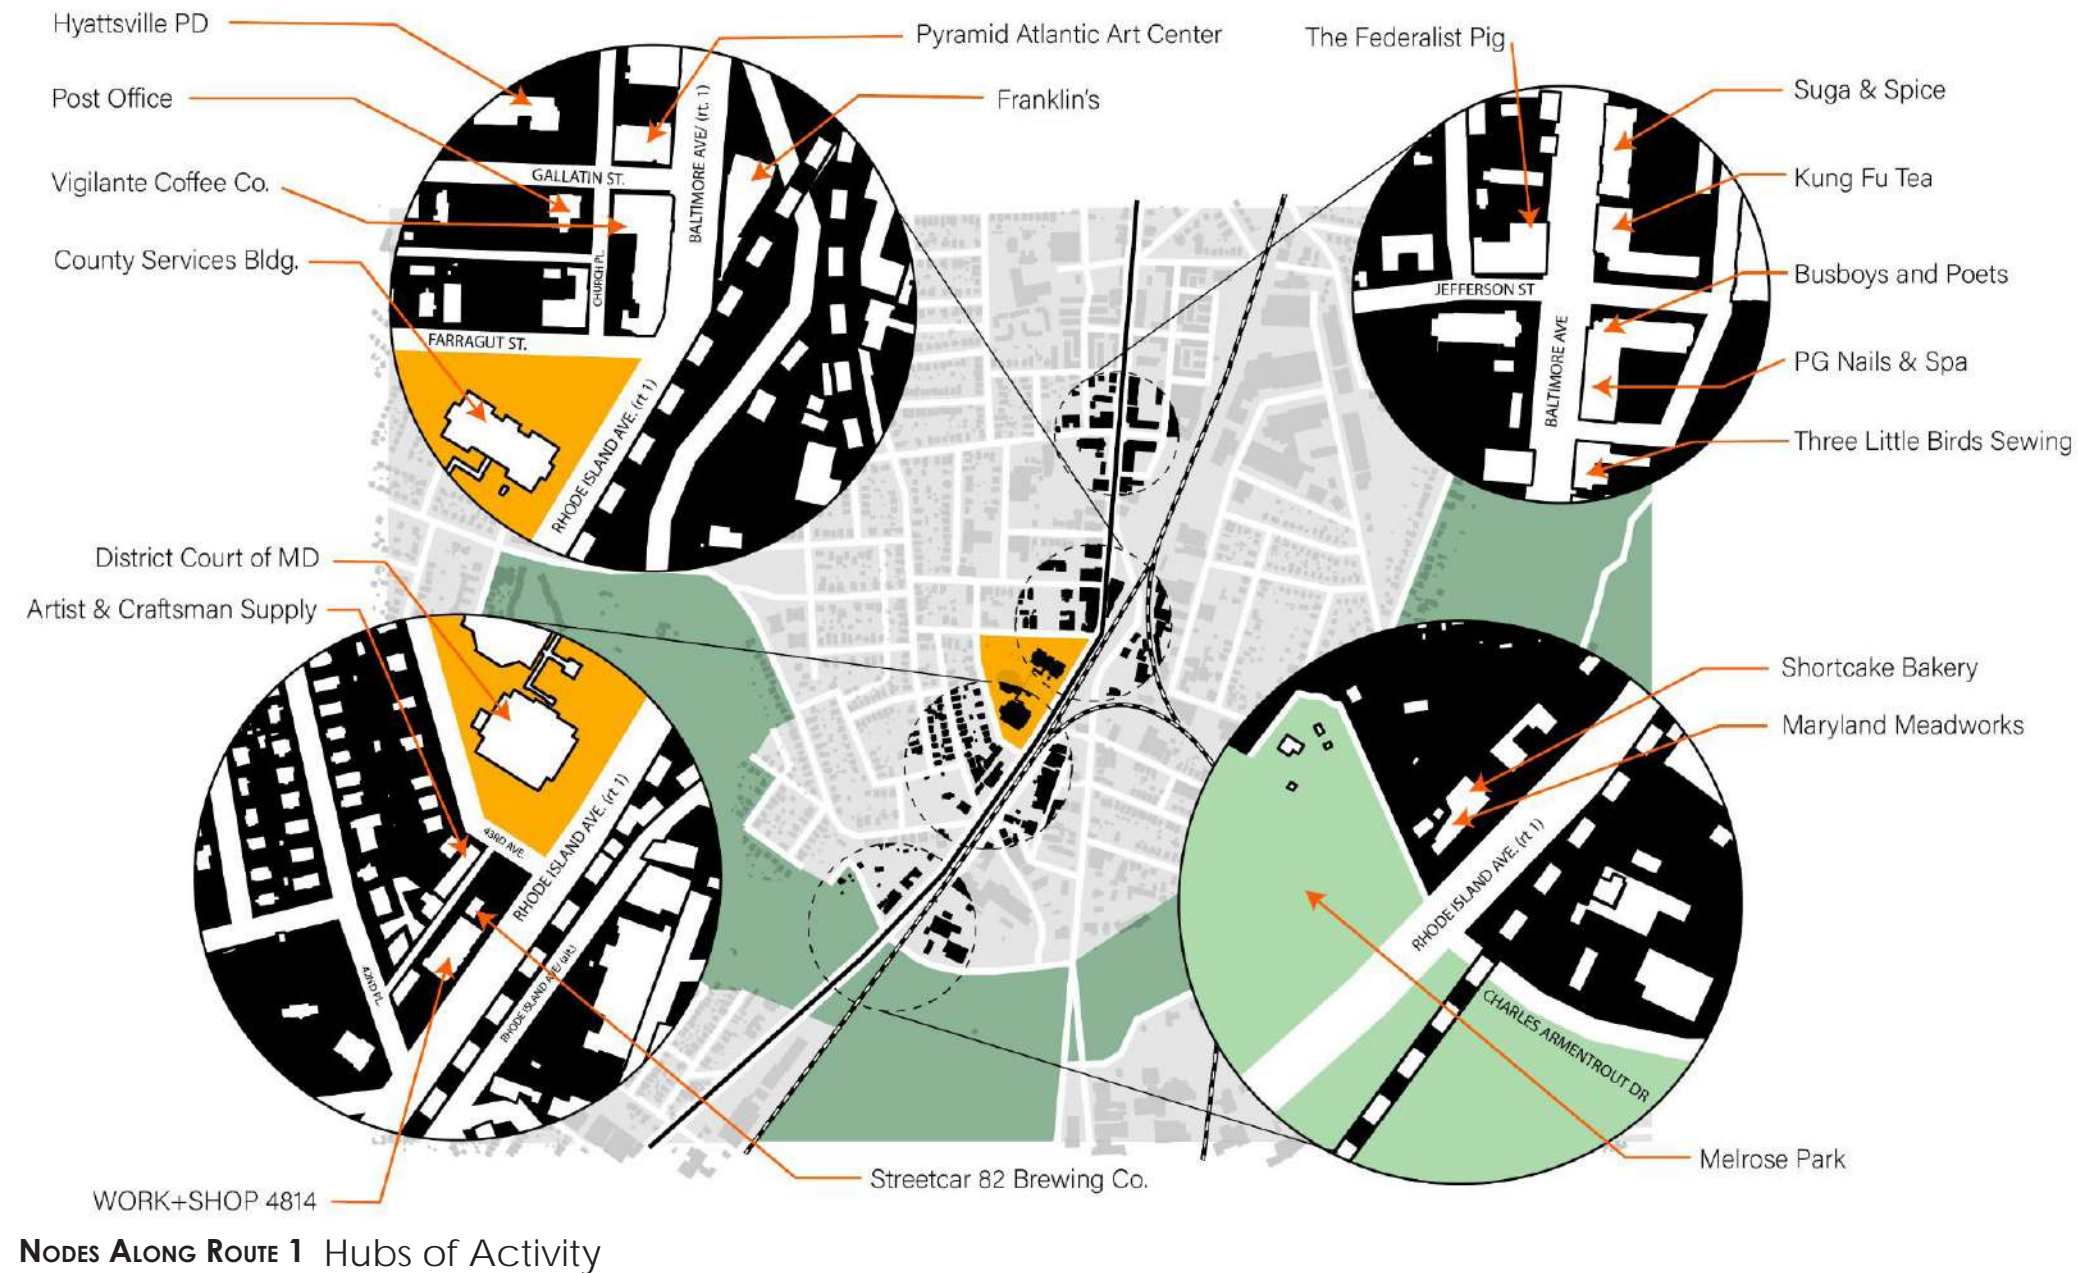 Hyattsville PD
Post Office
Vigilante Coffee Co.
County Services Bldg.
Pyramid Atlantic Art Center
Franklin's
GALLATIN ST.
BALTIMORE AVE/ (rt. 1)
CHURCH PL.
FARRAGUT ST.
RHODE ISLAND AVE. (rt 1)
The Federalist Pig
Suga & Spice
Kung Fu Tea
Busboys and Poets
PG Nails & Spa
Three Little Birds Sewing
JEFFERSON ST
BALTIMORE AVE
District Court of MD
Artist & Craftsman Supply
43RD AVE.
RHODE ISLAND AVE. (rt 1)
RHODE ISLAND AVE/ (alt.)
42ND PL.
WORK+SHOP 4814
Streetcar 82 Brewing Co.
Shortcake Bakery
Maryland Meadworks
RHODE ISLAND AVE. (rt 1)
CHARLES ARMENTROUT DR
Melrose Park
NODES ALONG ROUTE 1 Hubs of Activity